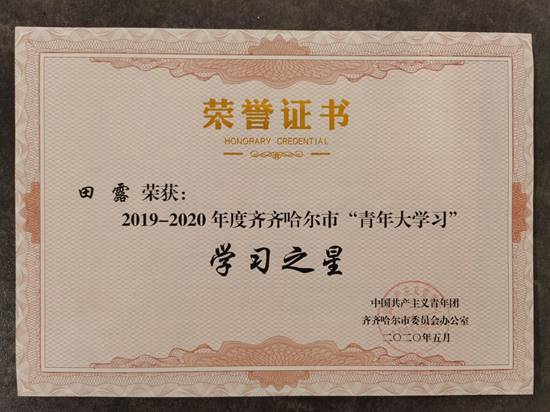 荣誉证书
HONORARY CREDENTIAL
田 露 荣获：
2019-2020 年度齐齐哈尔市“青年大学习”
学习之星
中国共产主义青年团
齐齐哈尔市委员会办公室
二〇二〇年五月